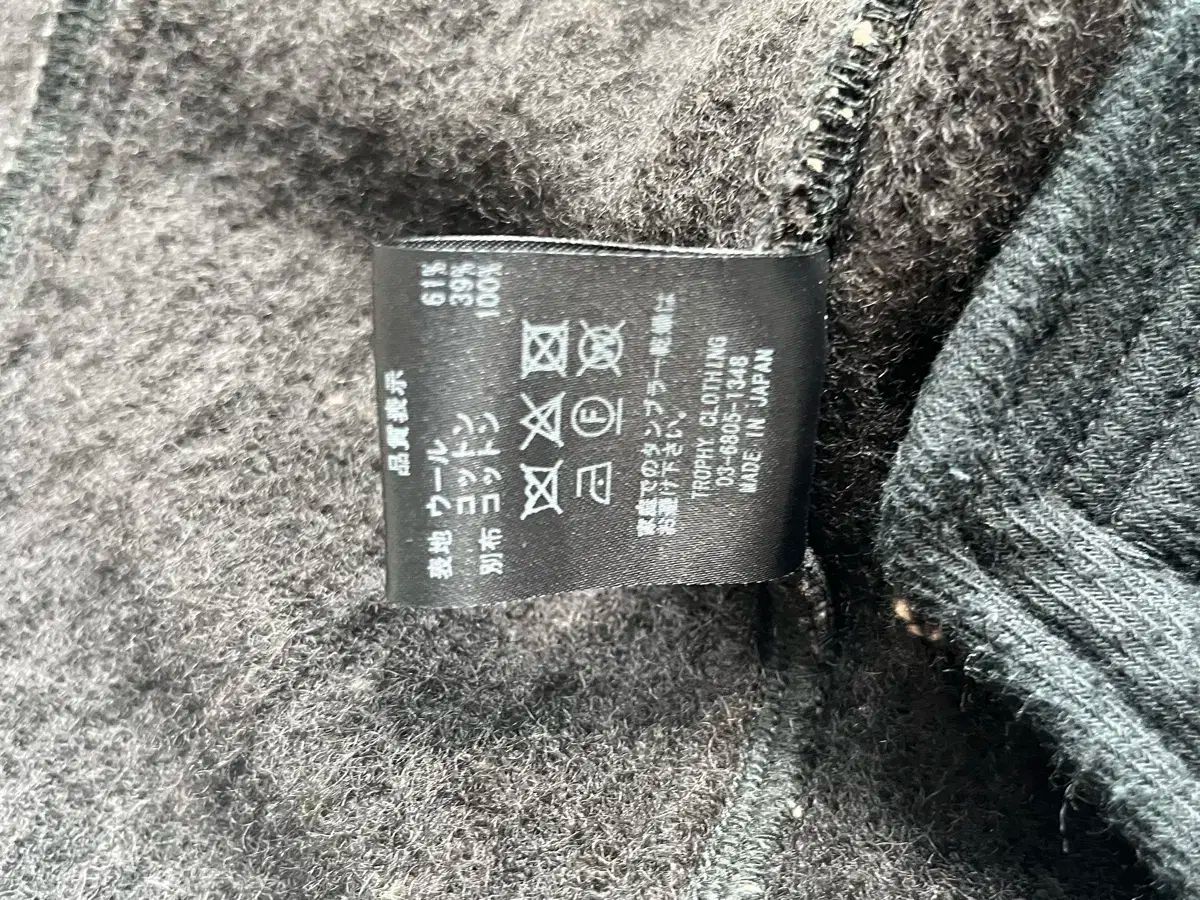 品質表示
表地 ウール 61%
コットン 39%
別布 コットン 100%
F
家庭でのタンブラー乾燥は
お避け下さい。
TROPHY CLOTHING
03-6805-1346
MADE IN JAPAN